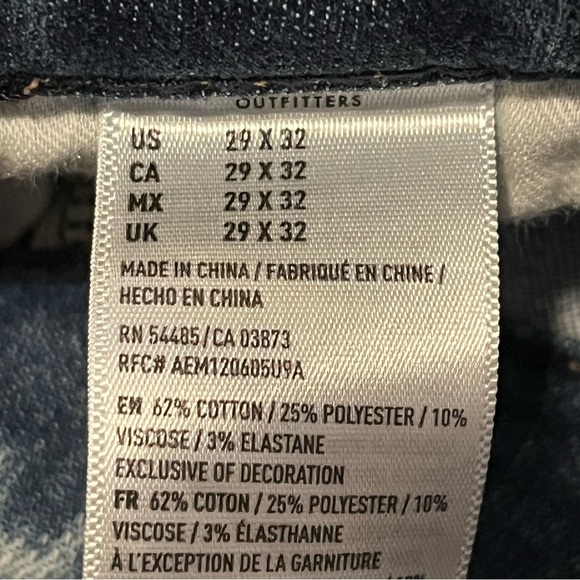 OUTFITTERS
US 29 X 32
CA 29 X 32
MX 29 X 32
UK 29 X 32
MADE IN CHINA / FABRIQUÉ EN CHINE /
HECHO EN CHINA
RN 54485/CA 03873
RFC# AEM120605U9A
EN 62% COTTON / 25% POLYESTER / 10%
VISCOSE / 3% ELASTANE
EXCLUSIVE OF DECORATION
FR 62% COTON / 25% POLYESTER / 10%
VISCOSE / 3% ÉLASTHANNE
À L'EXCEPTION DE LA GARNITURE